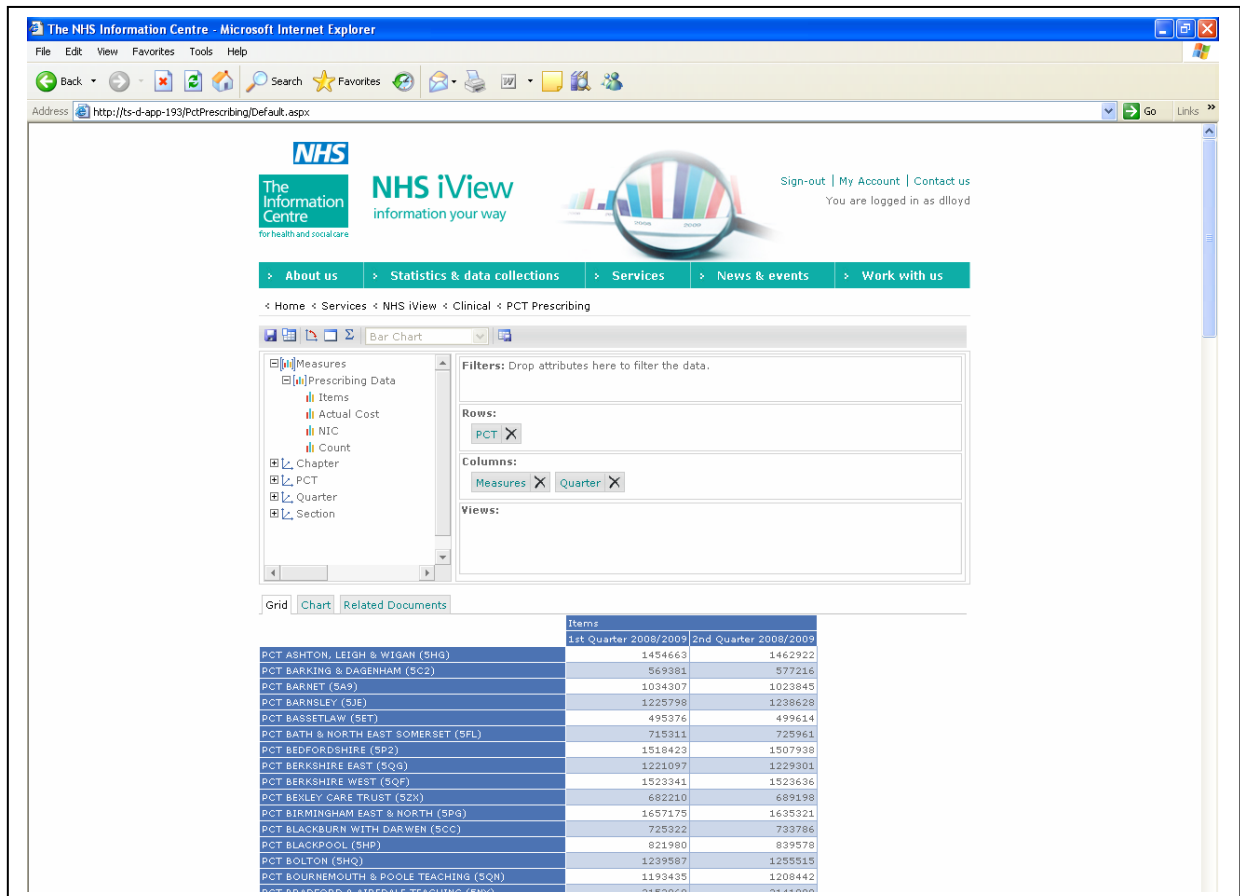 The NHS Information Centre - Microsoft Internet Explorer
File Edit View Favorites Tools Help
Back Search Favorites
Address http://ts-d-app-193/PctPrescribing/Default.aspx Go Links »
NHS
The Information Centre
for health and social care
NHS iView
information your way
2008 2009
Sign-out | My Account | Contact us
You are logged in as dlloyd
> About us > Statistics & data collections > Services > News & events > Work with us
< Home < Services < NHS iView < Clinical < PCT Prescribing
Σ Bar Chart
Measures
Prescribing Data
Items
Actual Cost
NIC
Count
Chapter
PCT
Quarter
Section
Filters: Drop attributes here to filter the data.
Rows:
PCT X
Columns:
Measures X Quarter X
Views:
Grid Chart Related Documents
Items
1st Quarter 2008/2009 2nd Quarter 2008/2009
PCT ASHTON, LEIGH & WIGAN (5HG) 1454663 1462922
PCT BARKING & DAGENHAM (5C2) 569381 577216
PCT BARNET (5A9) 1034307 1023845
PCT BARNSLEY (5JE) 1225798 1238628
PCT BASSETLAW (5ET) 495376 499614
PCT BATH & NORTH EAST SOMERSET (5FL) 715311 725961
PCT BEDFORDSHIRE (5P2) 1518423 1507938
PCT BERKSHIRE EAST (5QG) 1221097 1229301
PCT BERKSHIRE WEST (5QF) 1523341 1523636
PCT BEXLEY CARE TRUST (5ZX) 682210 689198
PCT BIRMINGHAM EAST & NORTH (5PG) 1657175 1635321
PCT BLACKBURN WITH DARWEN (5CC) 725322 733786
PCT BLACKPOOL (5HP) 821980 839578
PCT BOLTON (5HQ) 1239587 1255515
PCT BOURNEMOUTH & POOLE TEACHING (5QN) 1193435 1208442
PCT BRADFORD & AIREDALE TEACHING (5NY)